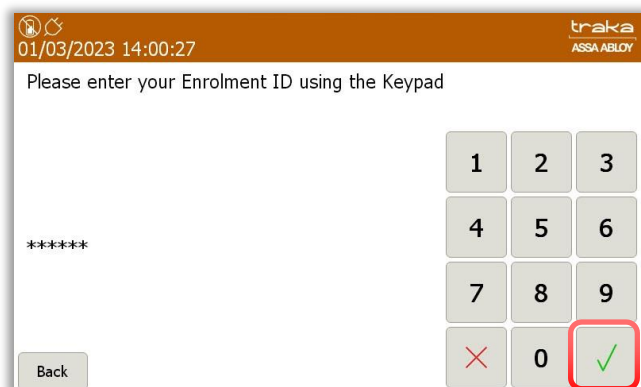 traka
01/03/2023 14:00:27
ASSA ABLOY
Please enter your Enrolment ID using the Keypad
1 2 3
4 5 6
******
7 8 9
0
Back